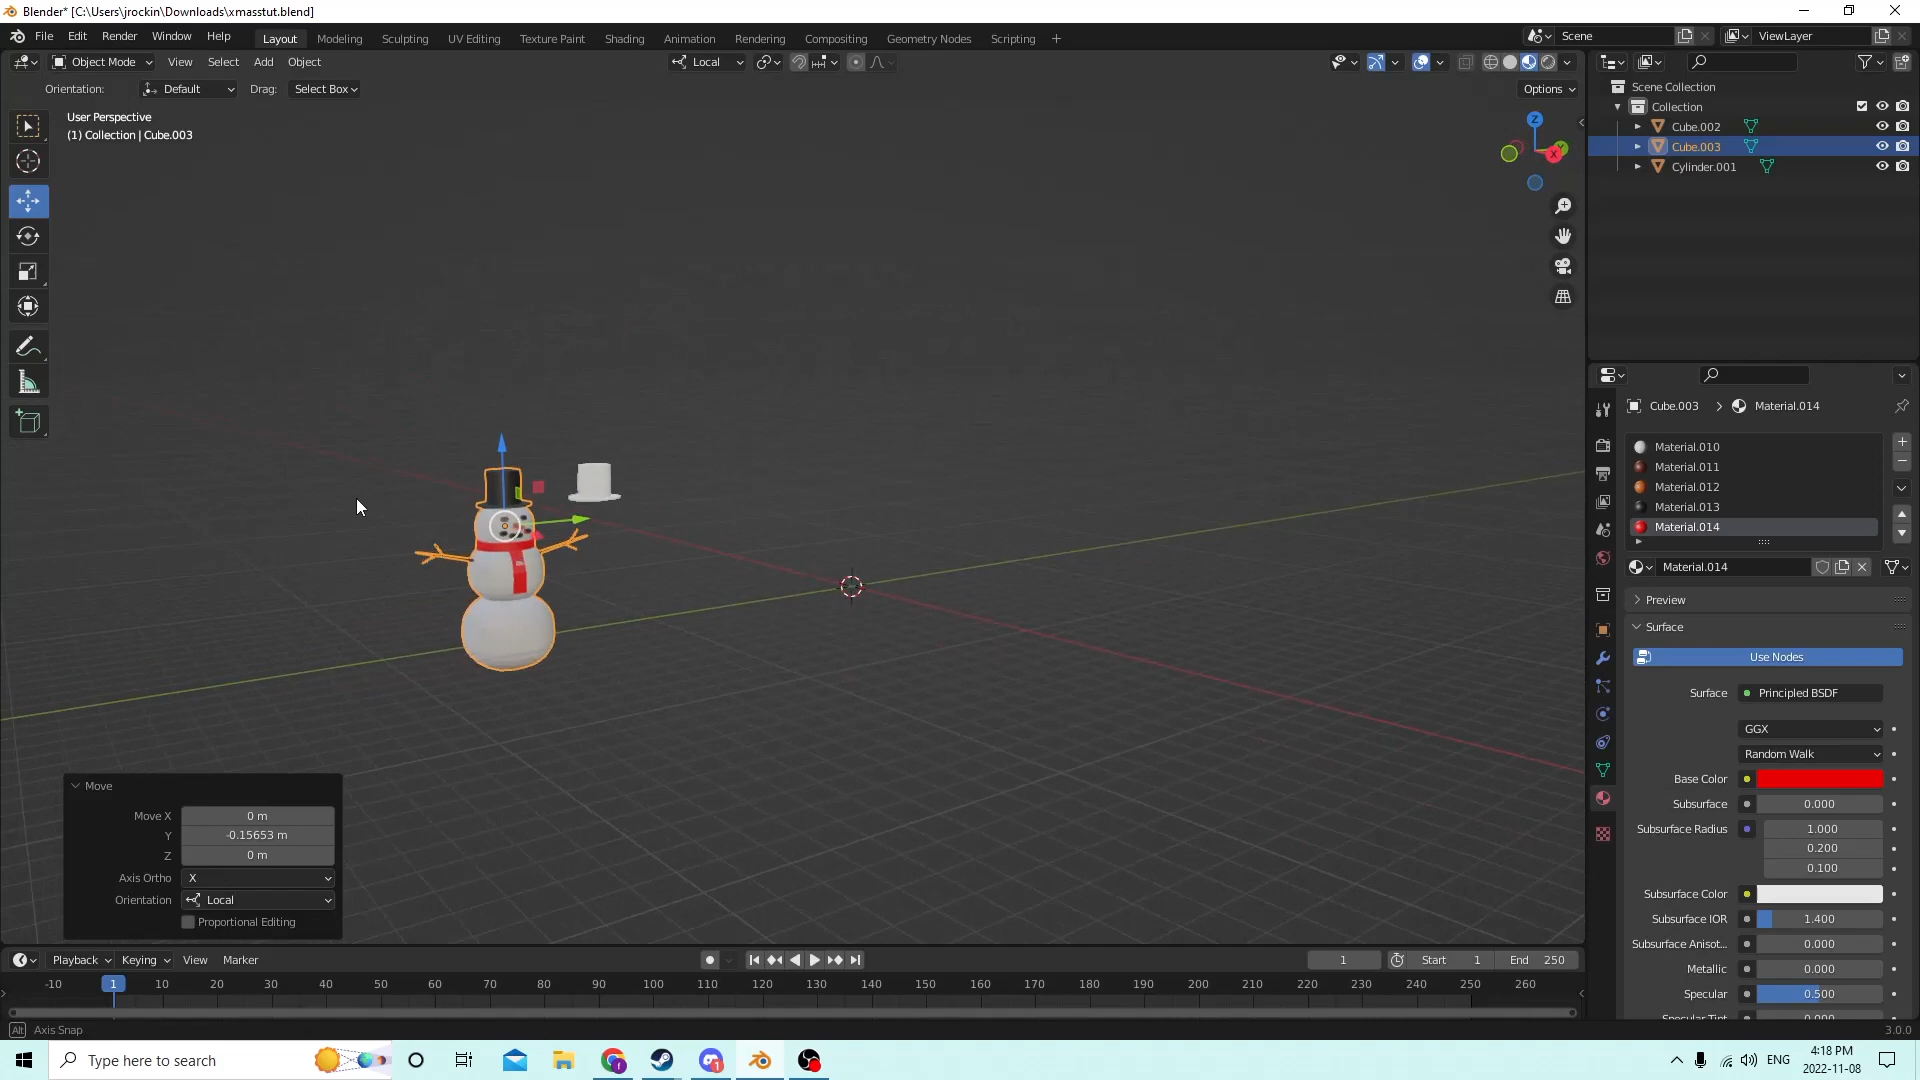 Blender* [C:\Users\jrockin\Downloads\xmasstut.blend]
File Edit Render Window Help Layout Modeling Sculpting UV Editing Texture Paint Shading Animation Rendering Compositing Geometry Nodes Scripting + Scene ViewLayer
Object Mode View Select Add Object Local
Orientation: Default Drag: Select Box Options
User Perspective
(1) Collection | Cube.003
Z
Y
X
Scene Collection
Collection
Cube.002
Cube.003
Cylinder.001
Cube.003 > Material.014
Material.010
Material.011
Material.012
Material.013
Material.014
Material.014
Preview
Surface
Use Nodes
Surface Principled BSDF
GGX
Random Walk
Base Color
Subsurface 0.000
Subsurface Radius 1.000
0.200
0.100
Subsurface Color
Subsurface IOR 1.400
Subsurface Anisot... 0.000
Metallic 0.000
Specular 0.500
Specular Tint 0.000
Move
Move X 0 m
Y -0.15653 m
Z 0 m
Axis Ortho X
Orientation Local
Proportional Editing
Playback Keying View Marker 1 Start 1 End 250
-10 1 10 20 30 40 50 60 70 80 90 100 110 120 130 140 150 160 170 180 190 200 210 220 230 240 250 260
Alt Axis Snap 3.0.0
Type here to search
ENG
4:18 PM
2022-11-08